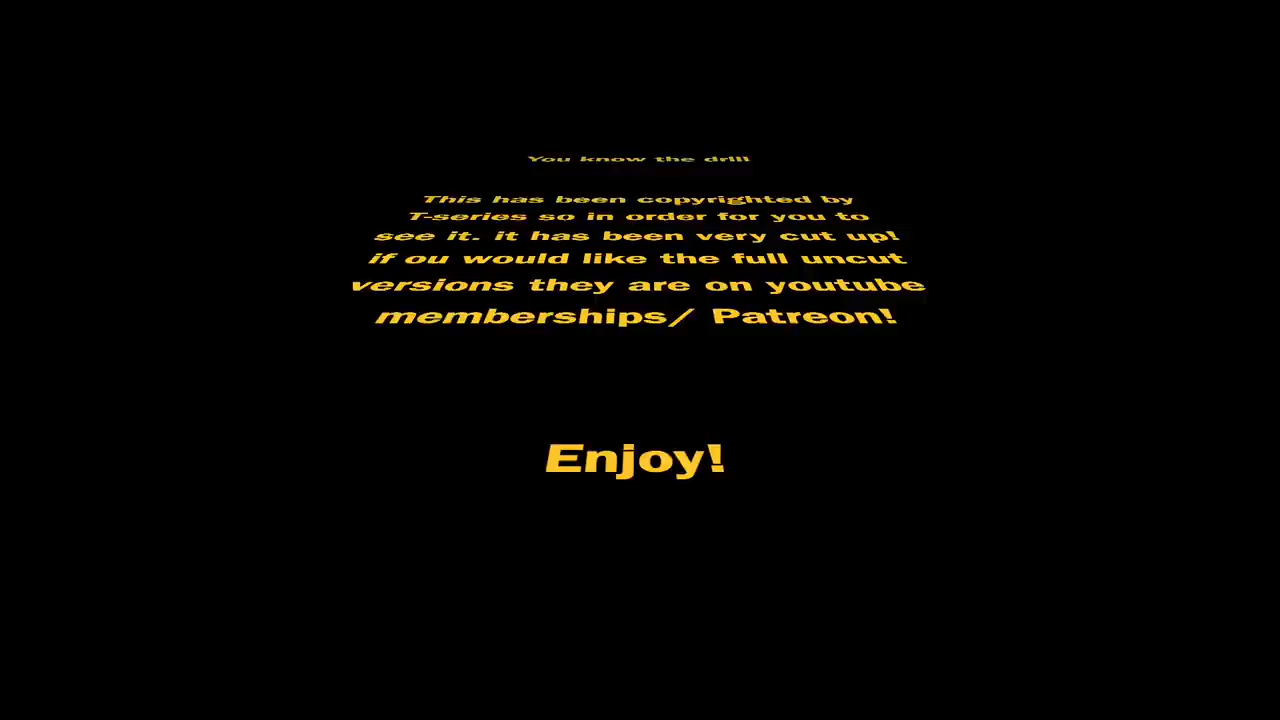 You know the drill
This has been copyrighted by
T-series so in order for you to
see it. it has been very cut up!
if ou would like the full uncut
versions they are on youtube
memberships/ Patreon!
Enjoy!